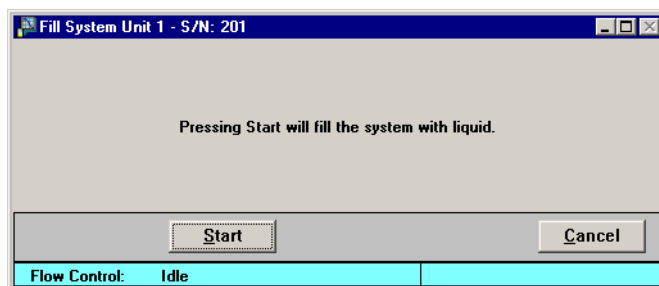 Fill System Unit 1 - S/N: 201
Pressing Start will fill the system with liquid.
Start Cancel
Flow Control: Idle